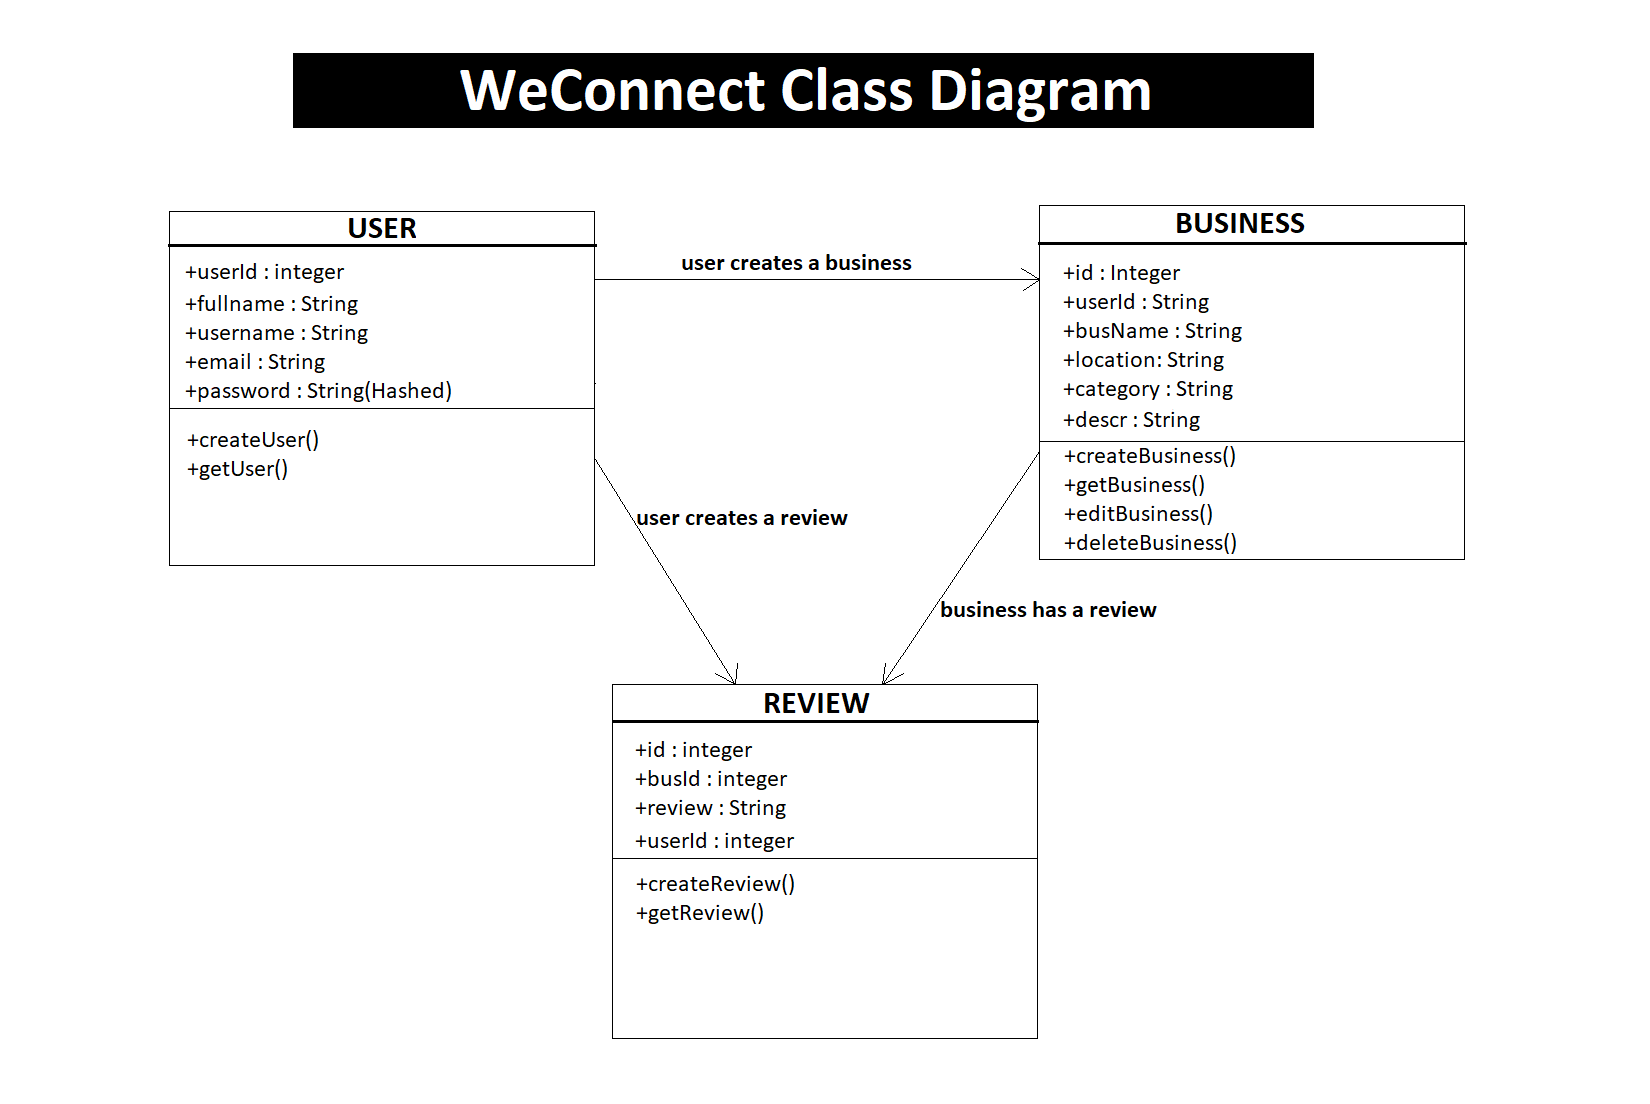 WeConnect Class Diagram
USER
+userId : integer
+fullname : String
+username : String
+email : String
+password : String(Hashed)
+createUser()
+getUser()
user creates a business
BUSINESS
+id : Integer
+userId : String
+busName : String
+location: String
+category : String
+descr : String
+createBusiness()
+getBusiness()
+editBusiness()
+deleteBusiness()
user creates a review
business has a review
REVIEW
+id : integer
+busId : integer
+review : String
+userId : integer
+createReview()
+getReview()